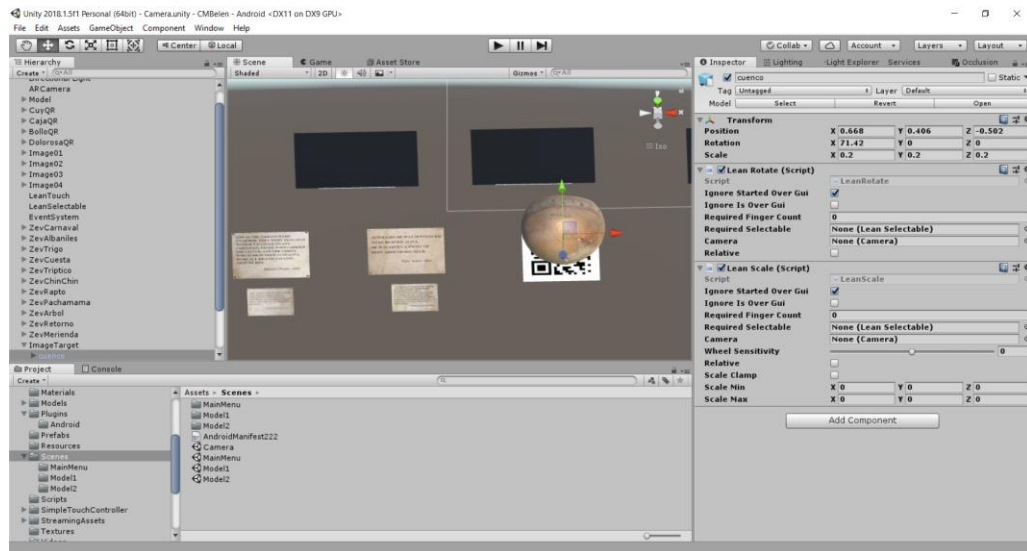 Unity 2018.1.5f1 Personal (64bit) - Camera.unity - CMBelen - Android <DX11 on DX9 GPU>
File Edit Assets GameObject Component Window Help
Center Local
Collab Account Layers Layout
Hierarchy
Create All
Directional Light
ARCamera
Model
CuyQR
CajaQR
BolloQR
DolorosaQR
Image01
Image02
Image03
Image04
LeanTouch
LeanSelectable
EventSystem
ZevCarnaval
ZevAlbaniles
ZevTrigo
ZevCuesta
ZevTriptico
ZevChinChin
ZevRapto
ZevPachamama
ZevArbol
ZevRetorno
ZevMerienda
ImageTarget
cuenco
Scene Game Asset Store
Shaded 2D Gizmos All
Iso
Inspector Lighting Light Explorer Services Occlusion
cuenco Static
Tag Untagged Layer Default
Model Select Revert Open
Transform
Position X 0.668 Y 0.406 Z -0.502
Rotation X 71.42 Y 0 Z 0
Scale X 0.2 Y 0.2 Z 0.2
Lean Rotate (Script)
Script LeanRotate
Ignore Started Over Gui
Ignore Is Over Gui
Required Finger Count 0
Required Selectable None (Lean Selectable)
Camera None (Camera)
Relative
Lean Scale (Script)
Script LeanScale
Ignore Started Over Gui
Ignore Is Over Gui
Required Finger Count 0
Required Selectable None (Lean Selectable)
Camera None (Camera)
Wheel Sensitivity 0
Relative
Scale Clamp
Scale Min X 0 Y 0 Z 0
Scale Max X 0 Y 0 Z 0
Add Component
Project Console
Create
Materials
Models
Plugins
Android
Prefabs
Resources
Scenes
MainMenu
Model1
Model2
Scripts
SimpleTouchController
StreamingAssets
Textures
Assets Scenes
MainMenu
Model1
Model2
AndroidManifest222
Camera
MainMenu
Model1
Model2